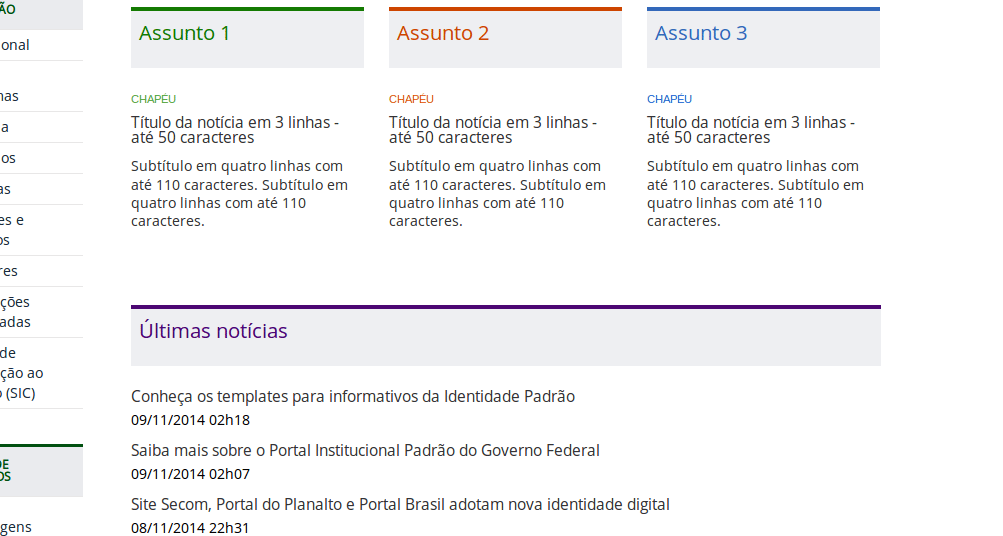 ÃO
onal
nas
a
os
as
es e
os
res
ções
adas
de
ção ao
o (SIC)
DE
OS
gens
Assunto 1
CHAPÉU
Título da notícia em 3 linhas -
até 50 caracteres
Subtítulo em quatro linhas com
até 110 caracteres. Subtítulo em
quatro linhas com até 110
caracteres.
Assunto 2
CHAPÉU
Título da notícia em 3 linhas -
até 50 caracteres
Subtítulo em quatro linhas com
até 110 caracteres. Subtítulo em
quatro linhas com até 110
caracteres.
Assunto 3
CHAPÉU
Título da notícia em 3 linhas -
até 50 caracteres
Subtítulo em quatro linhas com
até 110 caracteres. Subtítulo em
quatro linhas com até 110
caracteres.
Últimas notícias
Conheça os templates para informativos da Identidade Padrão
09/11/2014 02h18
Saiba mais sobre o Portal Institucional Padrão do Governo Federal
09/11/2014 02h07
Site Secom, Portal do Planalto e Portal Brasil adotam nova identidade digital
08/11/2014 22h31